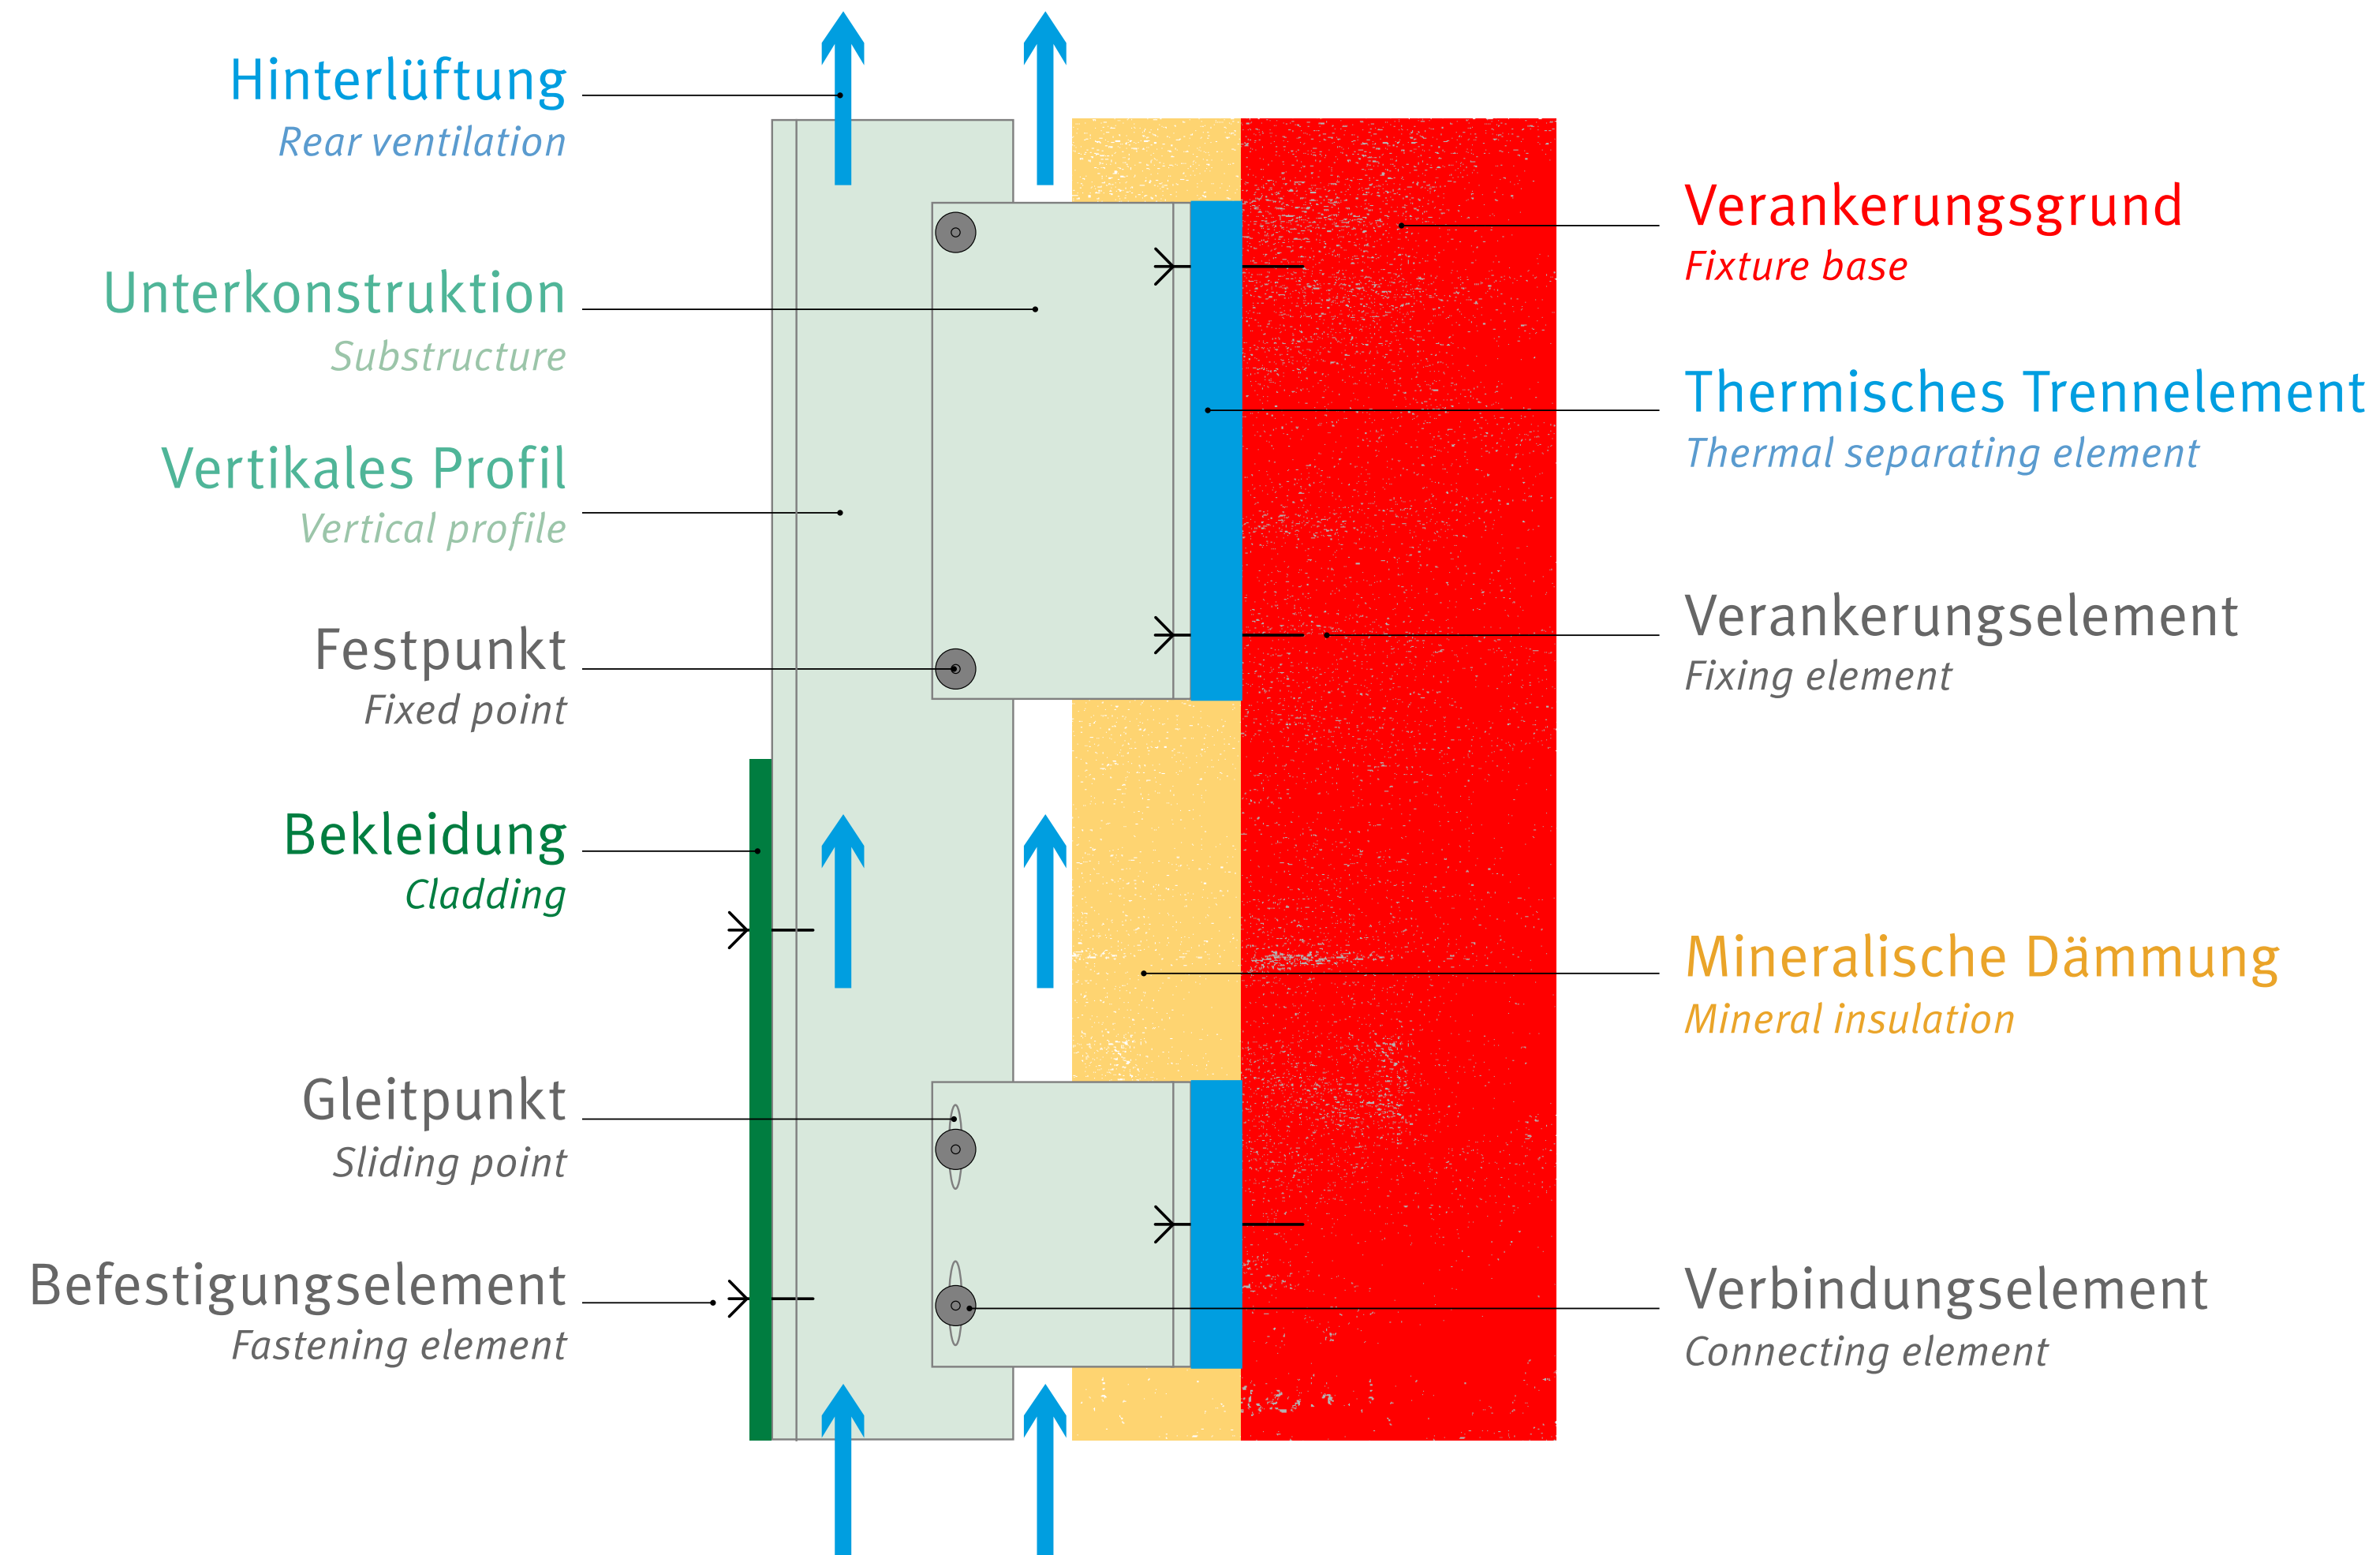 Hinterlüftung
Rear ventilation
Unterkonstruktion
Substructure
Vertikales Profil
Vertical profile
Festpunkt
Fixed point
Bekleidung
Cladding
Gleitpunkt
Sliding point
Befestigungselement
Fastening element
Verankerungsgrund
Fixture base
Thermisches Trennelement
Thermal separating element
Verankerungselement
Fixing element
Mineralische Dämmung
Mineral insulation
Verbindungselement
Connecting element